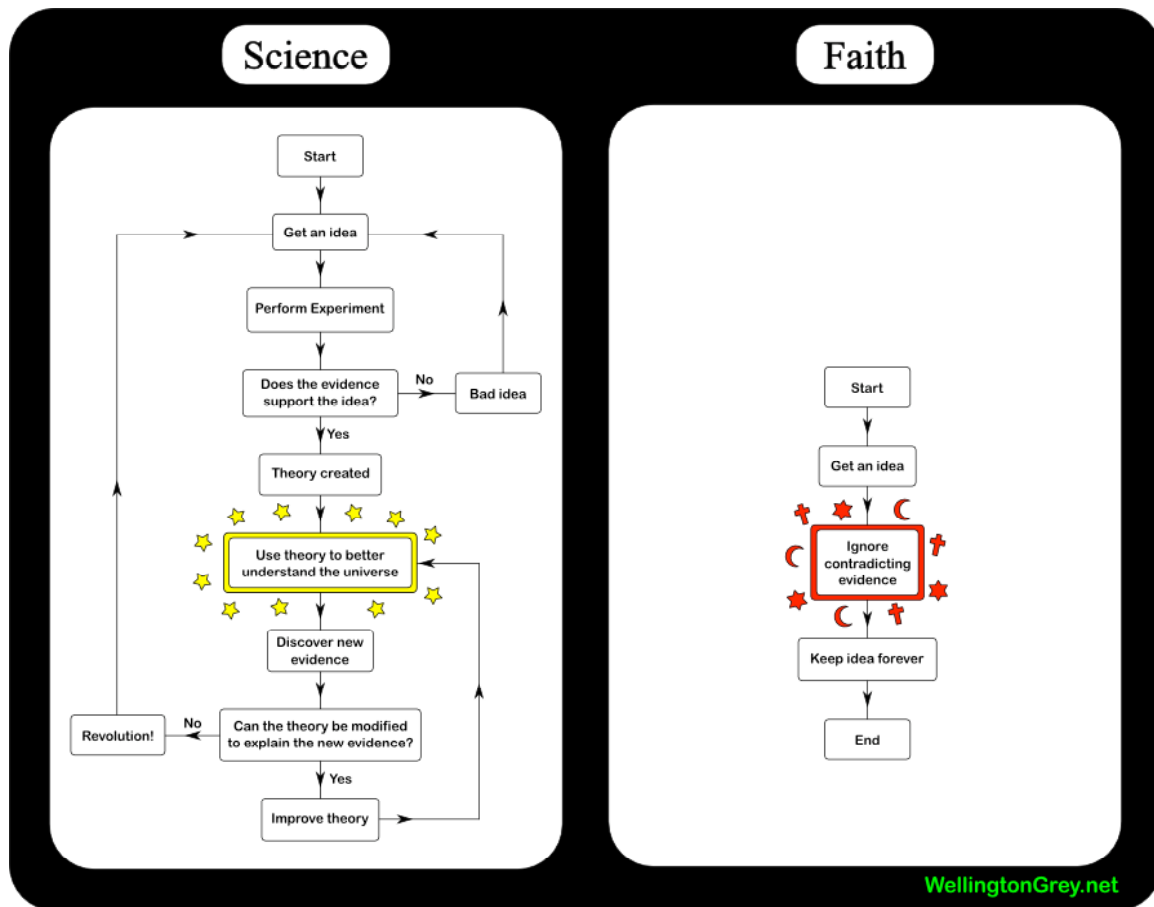 Science
Start
Get an idea
Perform Experiment
Does the evidence
support the idea?
No
Bad idea
Yes
Theory created
Use theory to better
understand the universe
Discover new
evidence
Can the theory be modified
to explain the new evidence?
No
Revolution!
Yes
Improve theory
Faith
Start
Get an idea
Ignore
contradicting
evidence
Keep idea forever
End
WellingtonGrey.net